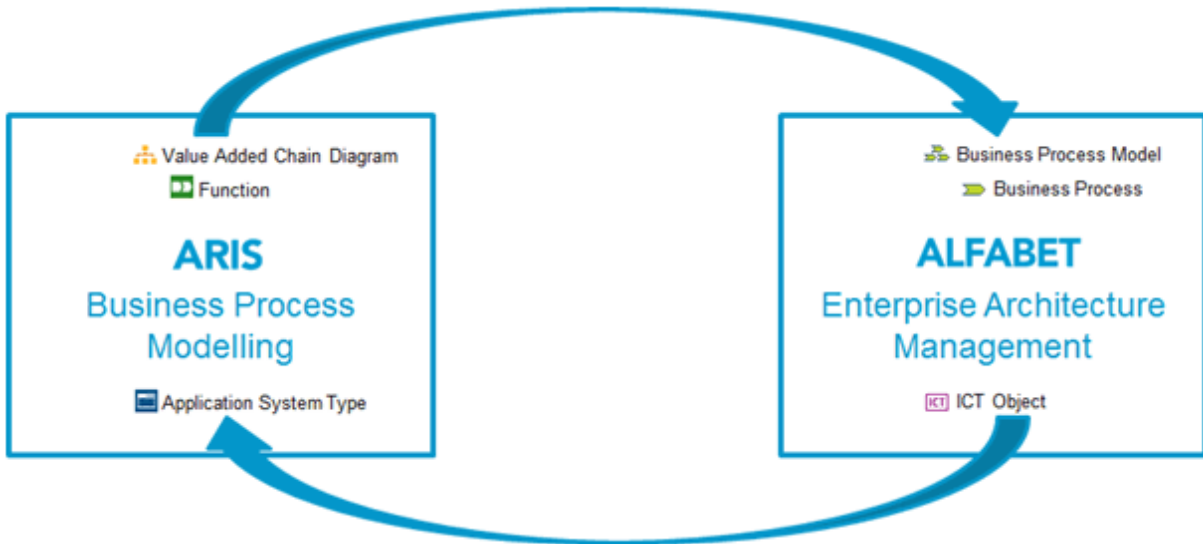 Value Added Chain Diagram
Function
ARIS
Business Process
Modelling
Application System Type
Business Process Model
Business Process
ALFABET
Enterprise Architecture
Management
ICT ICT Object